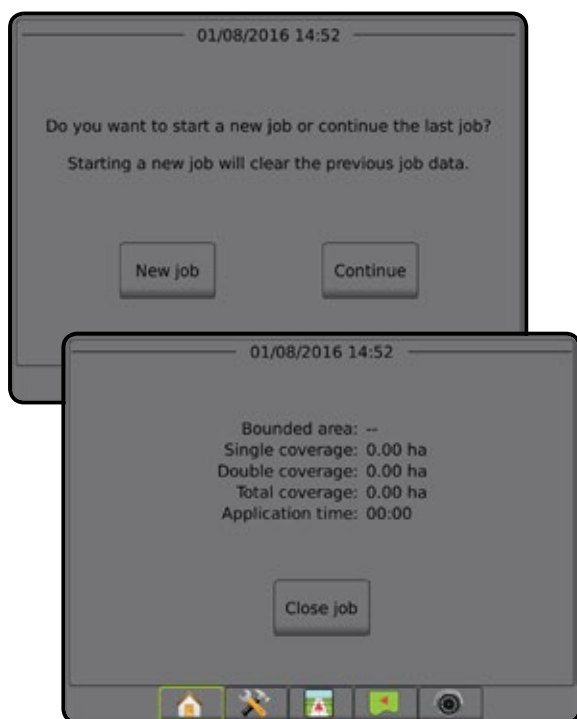 01/08/2016 14:52
Do you want to start a new job or continue the last job?
Starting a new job will clear the previous job data.
New job
Continue
01/08/2016 14:52
Bounded area: --
Single coverage: 0.00 ha
Double coverage: 0.00 ha
Total coverage: 0.00 ha
Application time: 00:00
Close job